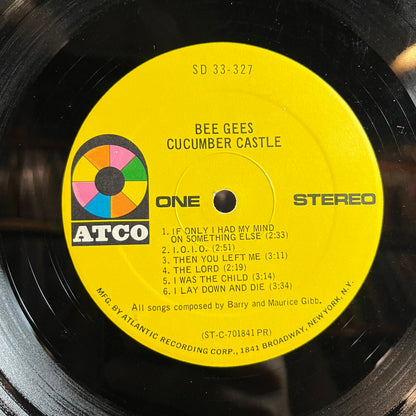 SD 33-327
BEE GEES
CUCUMBER CASTLE
ATCO
ONE
STEREO
1. IF ONLY I HAD MY MIND
ON SOMETHING ELSE (2:33)
2. I.O.I.O. (2:51)
3. THEN YOU LEFT ME (3:11)
4. THE LORD (2:19)
5. I WAS THE CHILD (3:14)
6. I LAY DOWN AND DIE (3:34)
All songs composed by Barry and Maurice Gibb.
(ST-C-701841 PR)
MFG. BY ATLANTIC RECORDING CORP., 1841 BROADWAY, NEW YORK, N.Y.